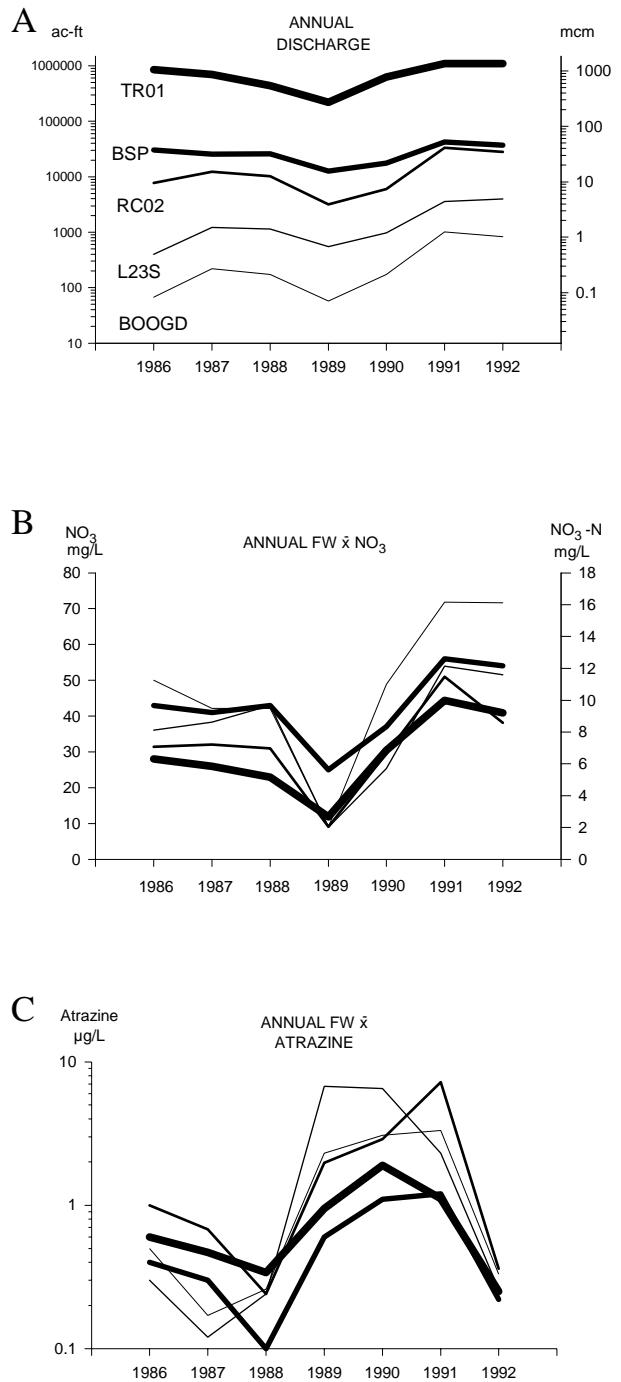 A
ac-ft
ANNUAL
DISCHARGE
mcm
1000000
100000
10000
1000
100
10
TR01
BSP
RC02
L23S
BOOGD
1000
100
10
1
0.1
1986 1987 1988 1989 1990 1991 1992
B
NO3
mg/L
ANNUAL FW x̄ NO3
NO3 -N
mg/L
80
70
60
50
40
30
20
10
0
18
16
14
12
10
8
6
4
2
0
1986 1987 1988 1989 1990 1991 1992
C
Atrazine
µg/L
ANNUAL FW x̄
ATRAZINE
10
1
0.1
1986 1987 1988 1989 1990 1991 1992